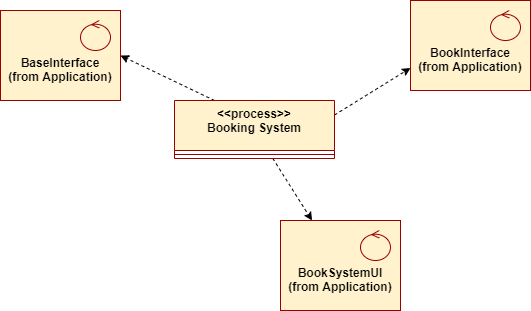 BaseInterface
(from Application)
BookInterface
(from Application)
<<process>>
Booking System
BookSystemUI
(from Application)